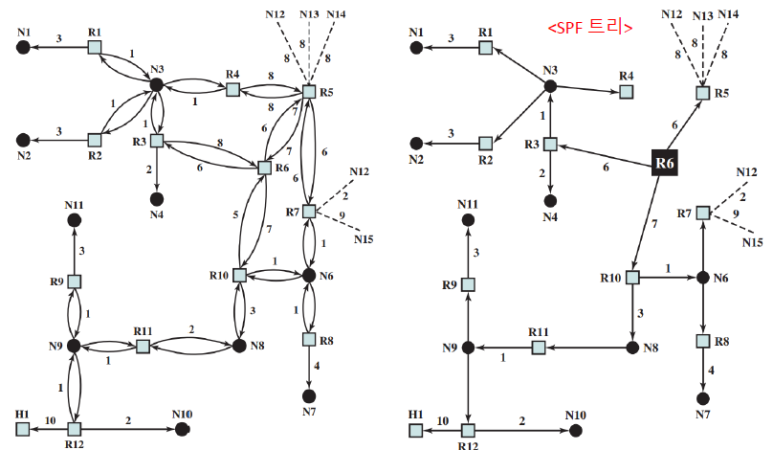 N12
N13
N14
N1
3
R1
1
N3
8
8
8
R4
8
R5
1
8
1
1
N2
3
R2
R3
8
6
7
7
6
6
R6
6
2
N4
N12
2
R7
9
N15
5
7
N11
3
R9
1
R10
1
N6
1
3
1
N9
R11
2
1
N8
R8
4
N7
1
H1
10
R12
2
N10
<SPF 트리>
N12
N13
N14
8
8
8
N1
3
R1
N3
R4
R5
6
1
N2
3
R2
R3
6
R6
2
N4
N12
2
R7
9
N15
7
N11
3
R9
R10
1
N6
3
N9
R11
1
N8
R8
4
N7
H1
10
R12
2
N10